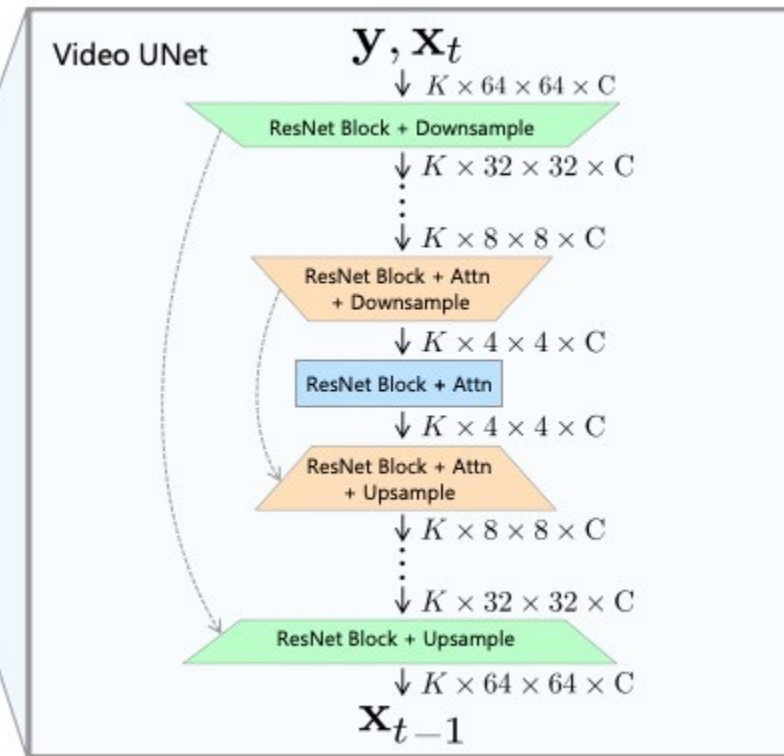 Video UNet
y, x_t
K × 64 × 64 × C
ResNet Block + Downsample
K × 32 × 32 × C
K × 8 × 8 × C
ResNet Block + Attn
+ Downsample
K × 4 × 4 × C
ResNet Block + Attn
K × 4 × 4 × C
ResNet Block + Attn
+ Upsample
K × 8 × 8 × C
K × 32 × 32 × C
ResNet Block + Upsample
K × 64 × 64 × C
x_{t−1}